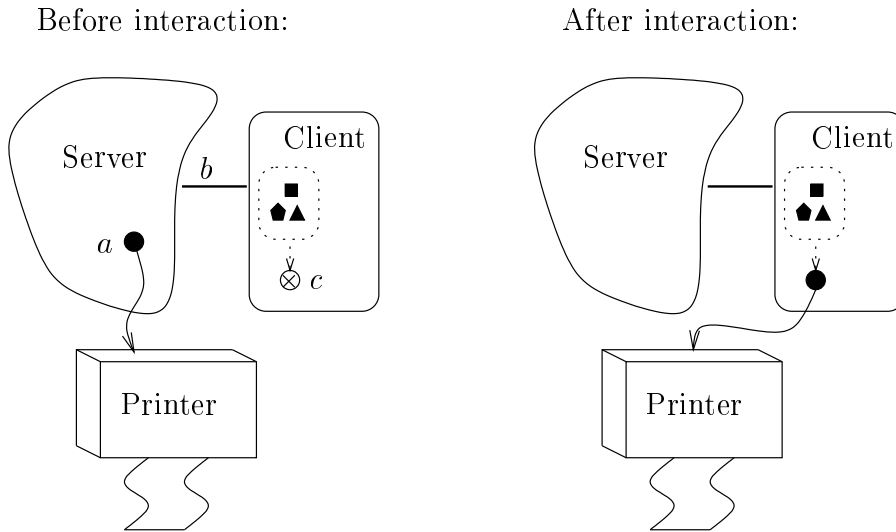 Before interaction:
Server
b
Client
a
c
Printer
After interaction:
Server
Client
Printer